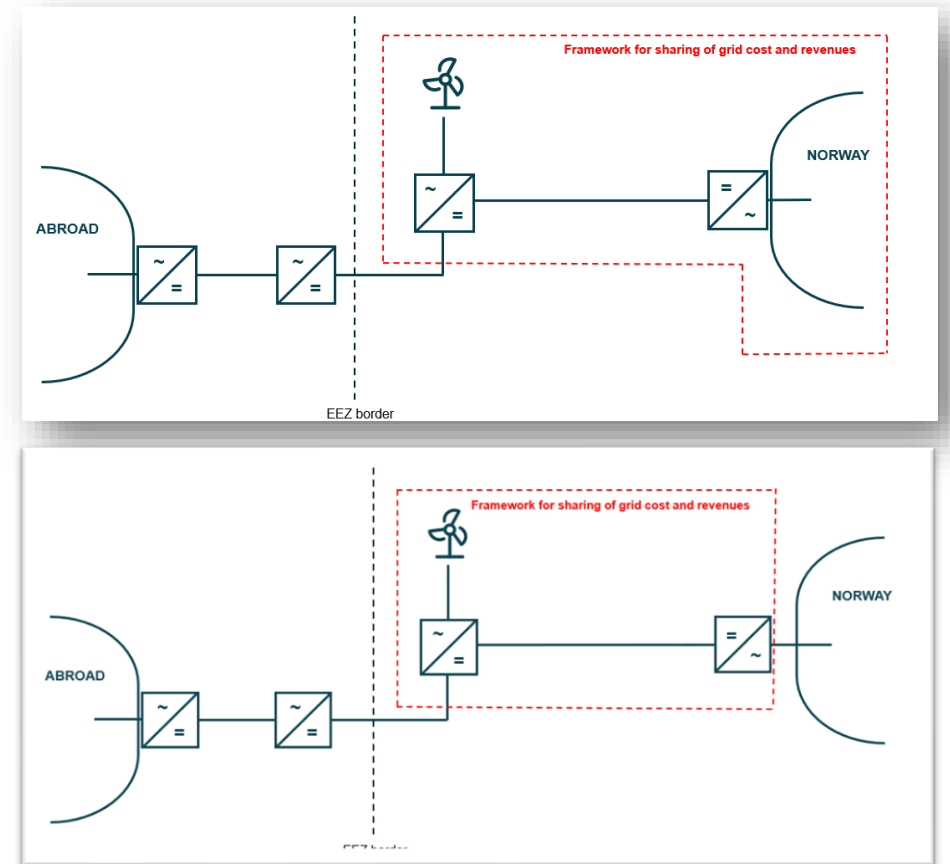 Framework for sharing of grid cost and revenues
NORWAY
ABROAD
~
=
=
~
~
=
~
=
EEZ border
Framework for sharing of grid cost and revenues
NORWAY
ABROAD
~
=
=
~
~
=
~
=